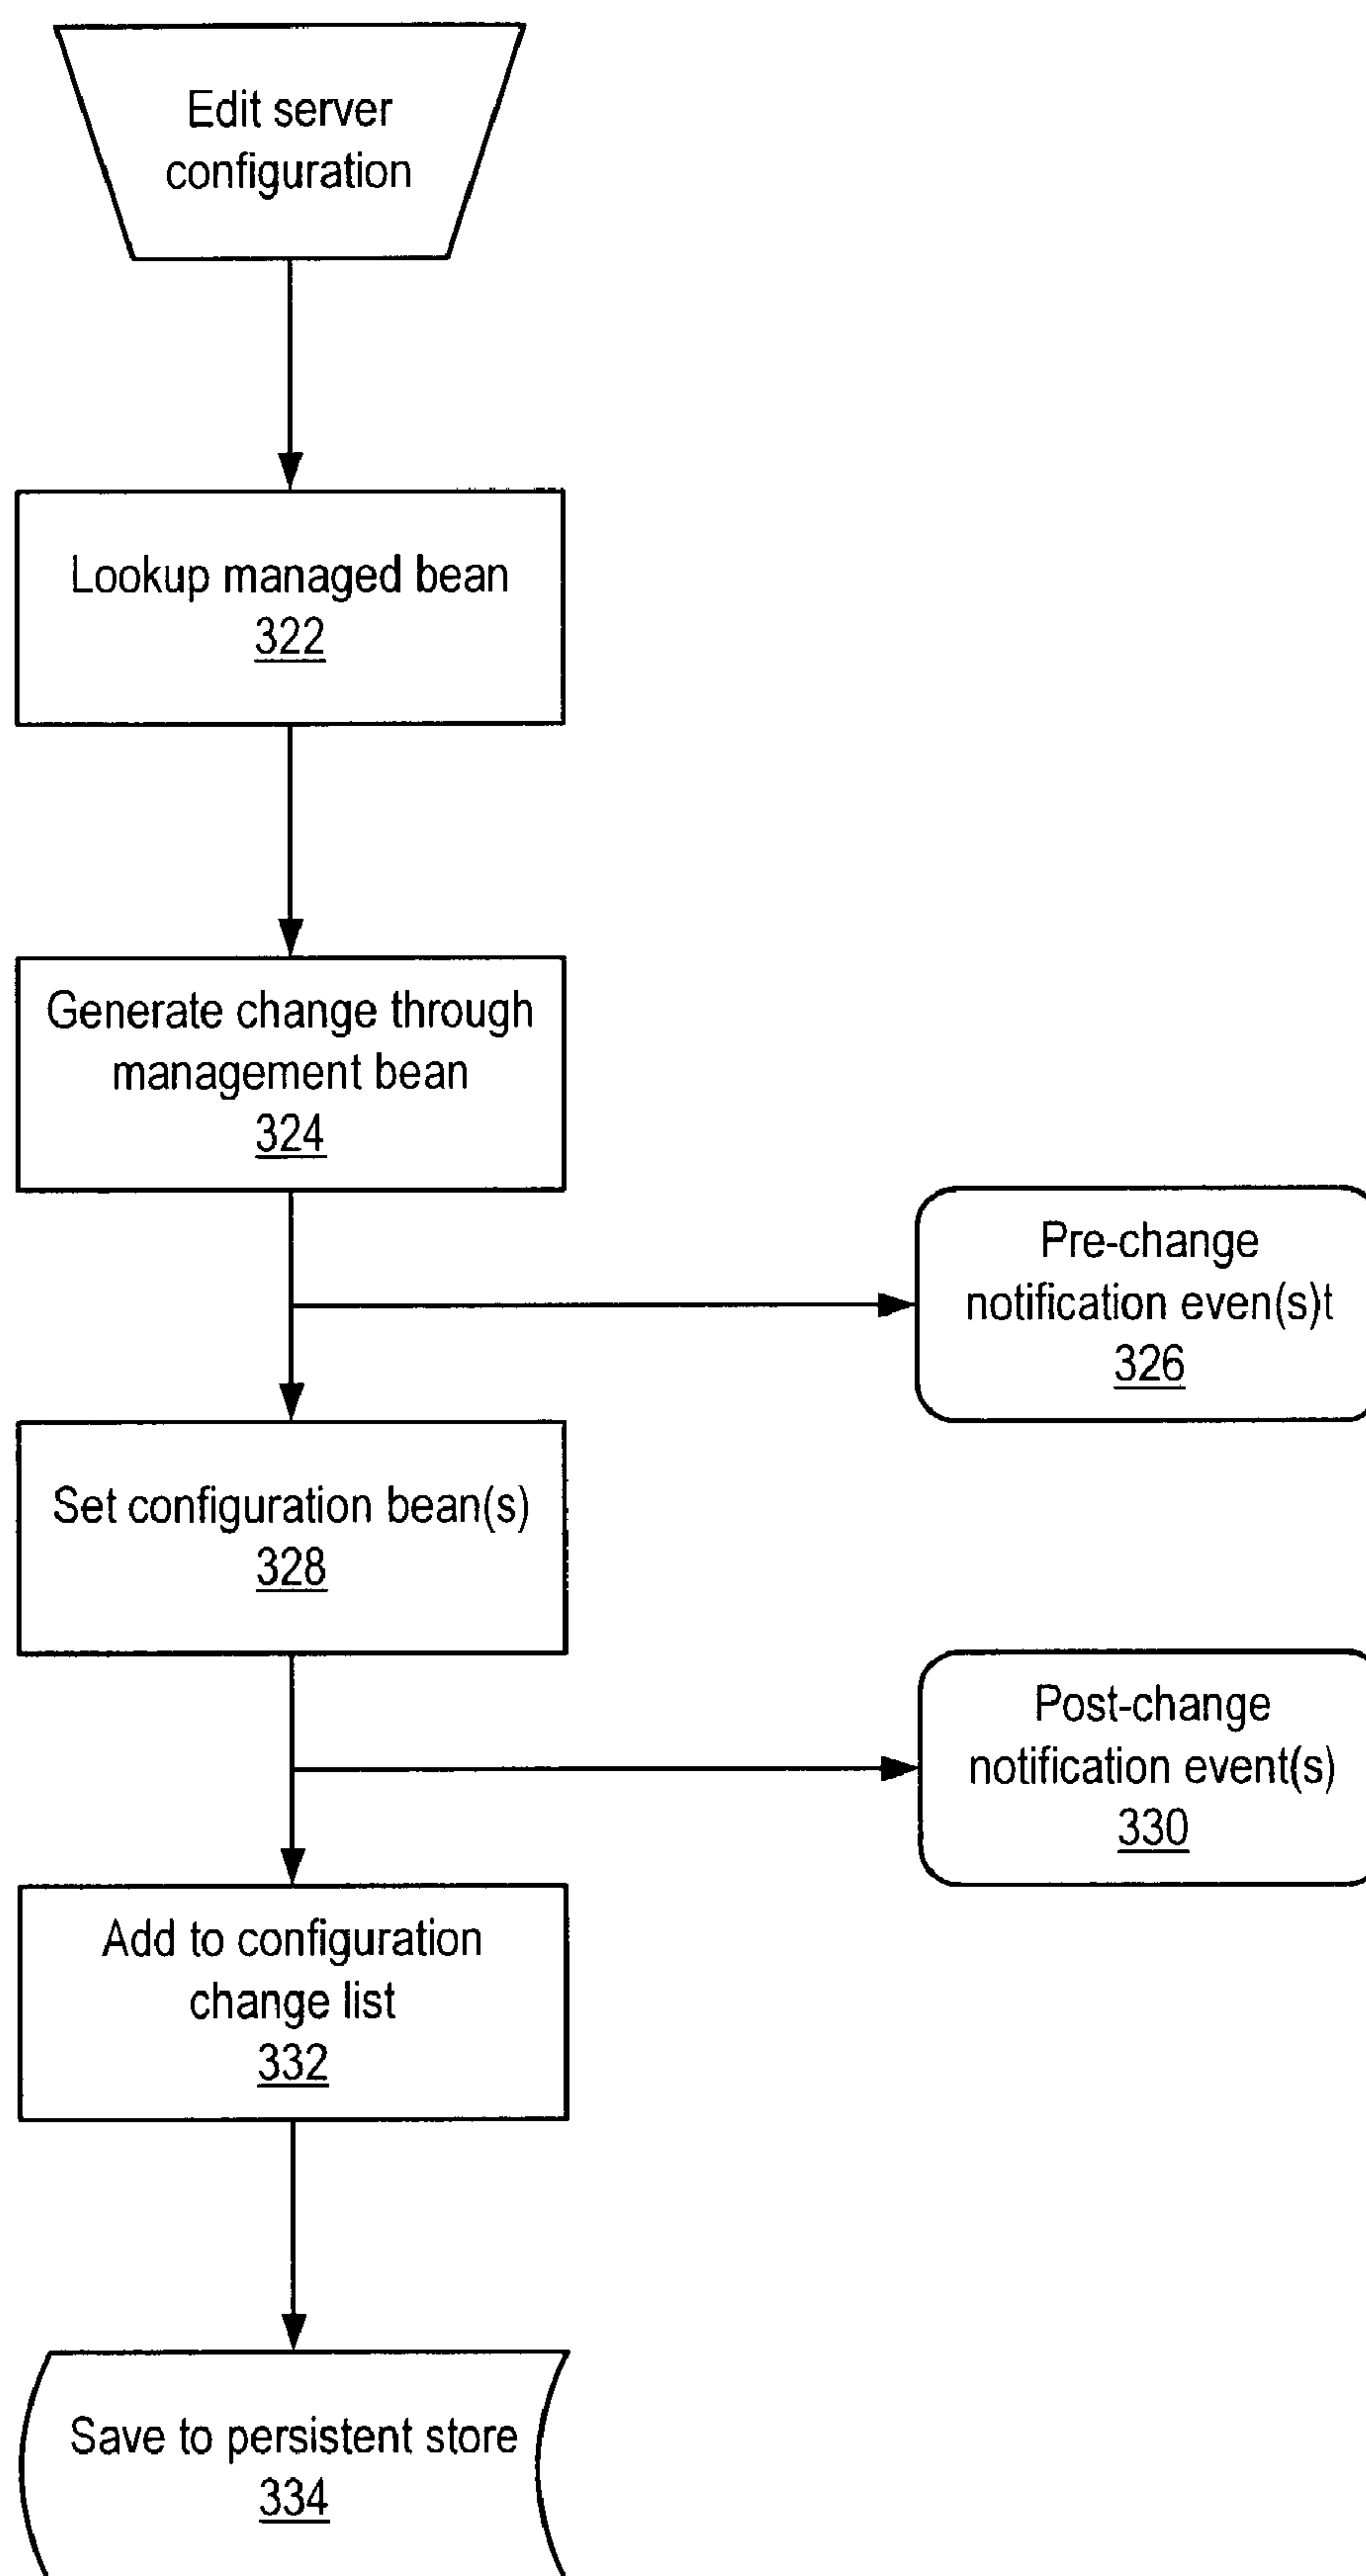 Edit server
configuration
Lookup managed bean
322
Generate change through
management bean
324
Pre-change
notification even(s)t
326
Set configuration bean(s)
328
Post-change
notification event(s)
330
Add to configuration
change list
332
Save to persistent store
334